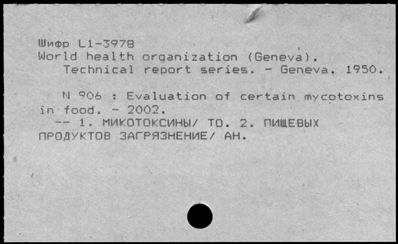 Шифр L1-3978
World health organization (Geneva).
Technical report series. - Geneva, 1950.
N 906 : Evaluation of certain mycotoxins
in food. - 2002.
-- 1. МИКОТОКСИНЫ/ ТО. 2. ПИЩЕВЫХ
ПРОДУКТОВ ЗАГРЯЗНЕНИЕ/ АН.